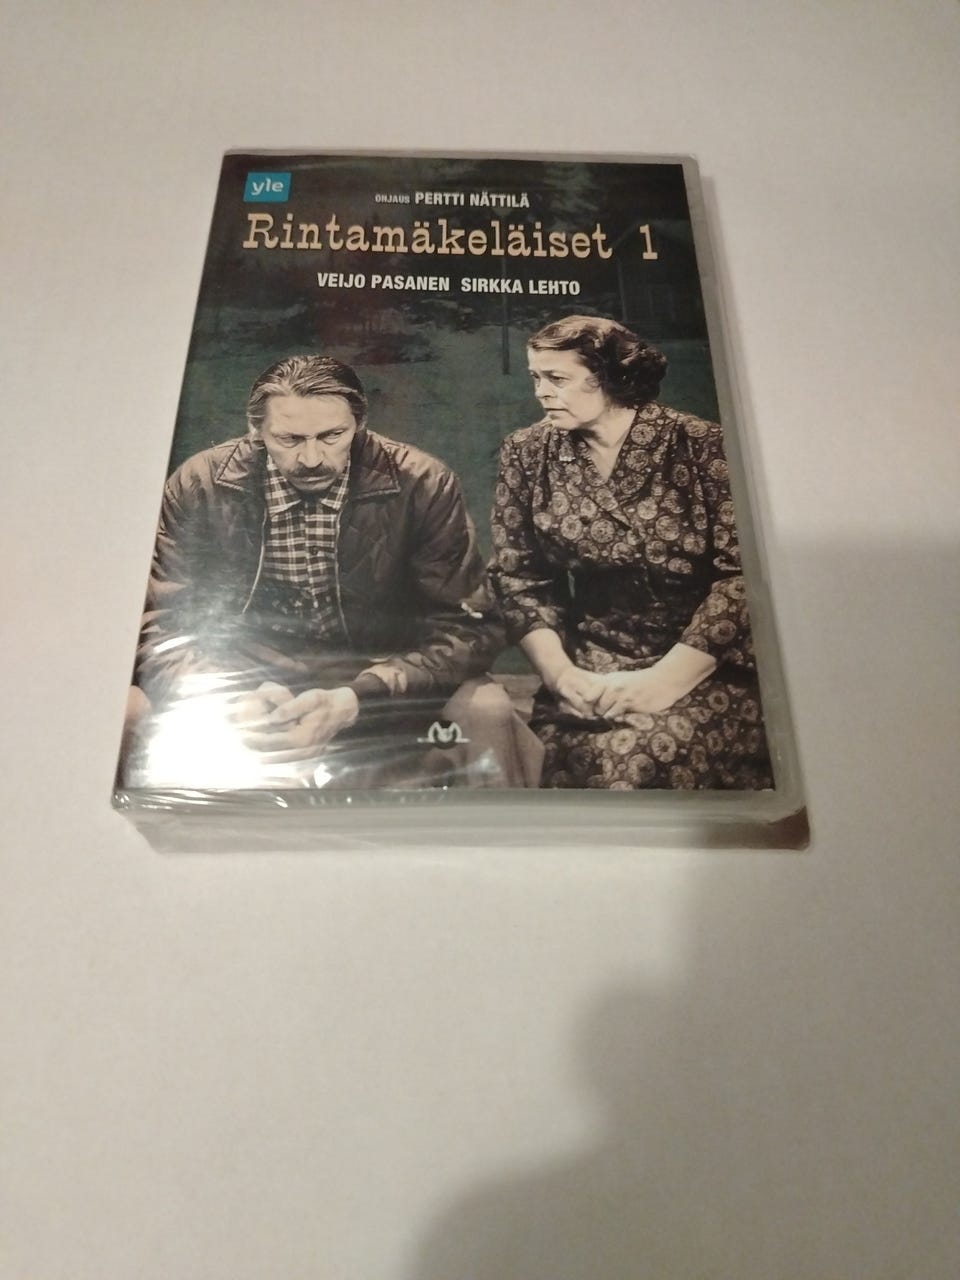 yle
OHJAUS PERTTI NÄTTILÄ
Rintamäkeläiset 1
VEIJO PASANEN SIRKKA LEHTO